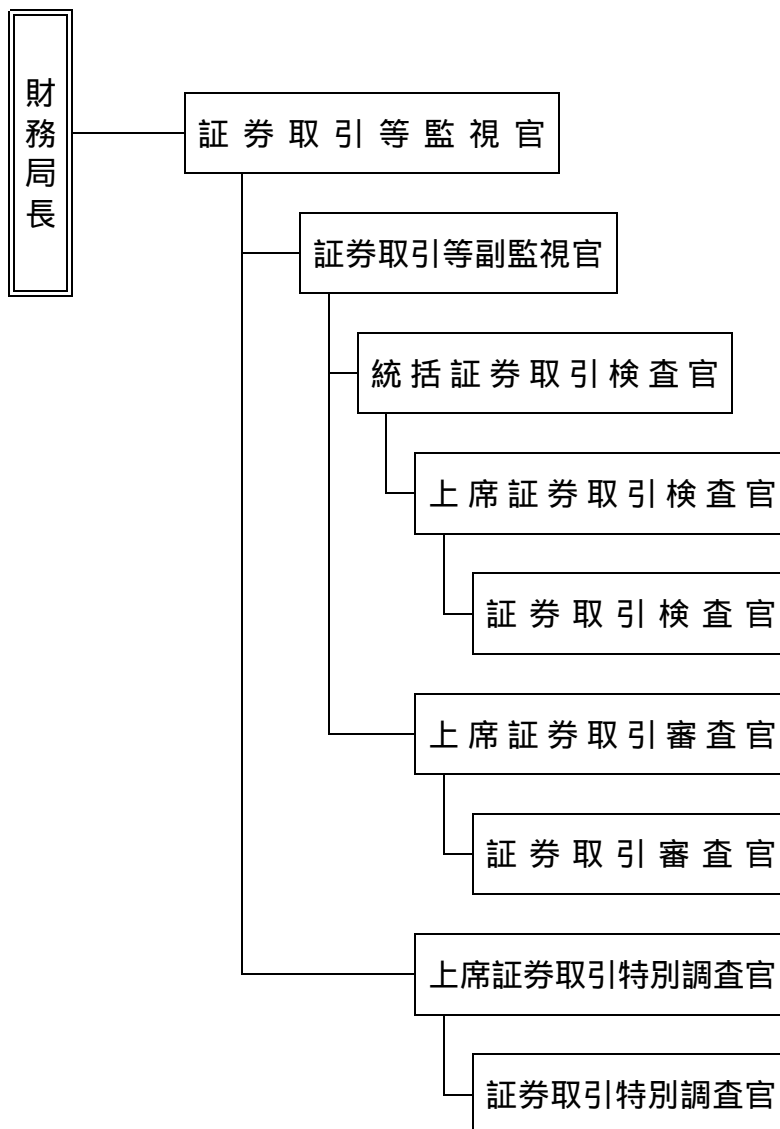 財務局長
証券取引等監視官
証券取引等副監視官
統括証券取引検査官
上席証券取引検査官
証券取引検査官
上席証券取引審査官
証券取引審査官
上席証券取引特別調査官
証券取引特別調査官